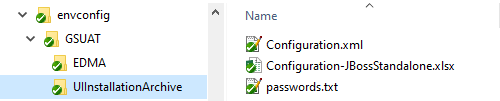 envconfig
GSUAT
EDMA
UIInstallationArchive
Name
Configuration.xml
Configuration-JBossStandalone.xlsx
passwords.txt